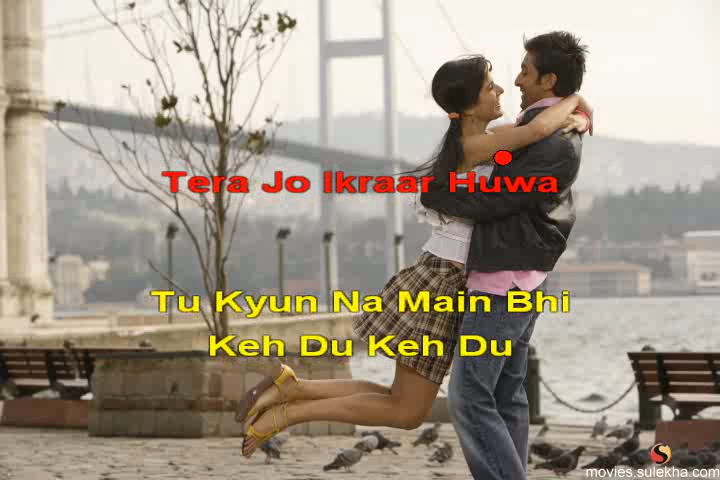 Tera Jo Ikraar Huwa
Tu Kyun Na Main Bhi
Keh Du Keh Du
movies.sulekha.com